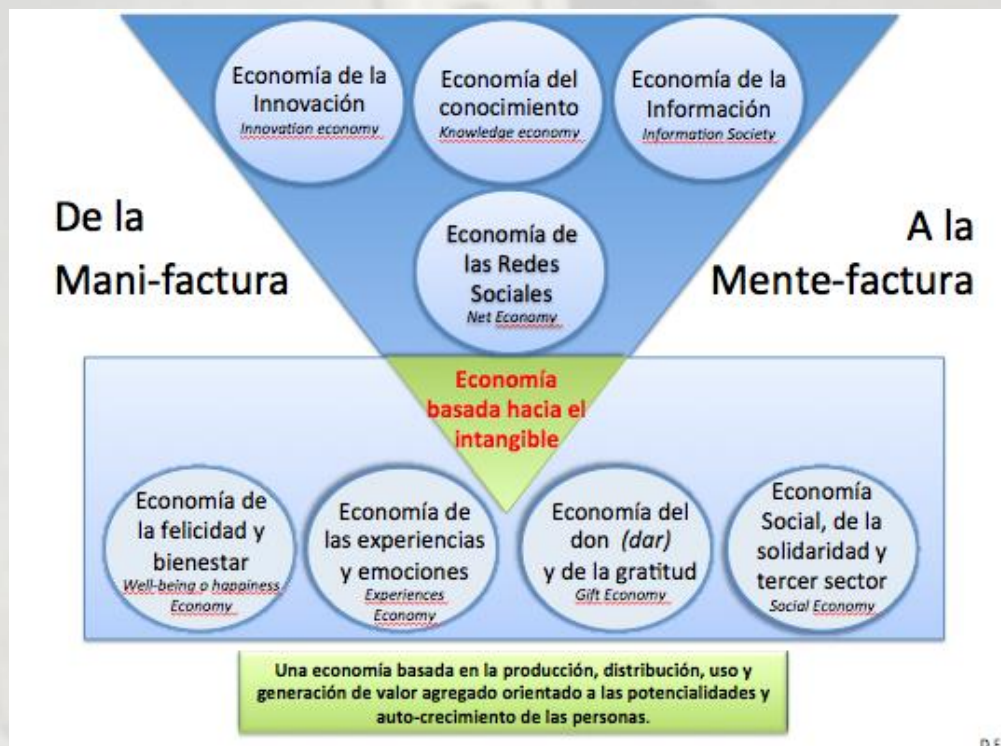 Economía de la
Innovación
Innovation economy
Economía del
conocimiento
Knowledge economy
Economía de la
Información
Information Society
De la
Mani-factura
Economía de
las Redes
Sociales
Net Economy
A la
Mente-factura
Economía
basada hacia el
intangible
Economía de
la felicidad y
bienestar
Well-being o happiness
Economy
Economía de
las experiencias
y emociones
Experiences
Economy
Economía del
don (dar)
y de la gratitud
Gift Economy
Economía
Social, de la
solidaridad y
tercer sector
Social Economy
Una economía basada en la producción, distribución, uso y
generación de valor agregado orientado a las potencialidades y
auto-crecimiento de las personas.